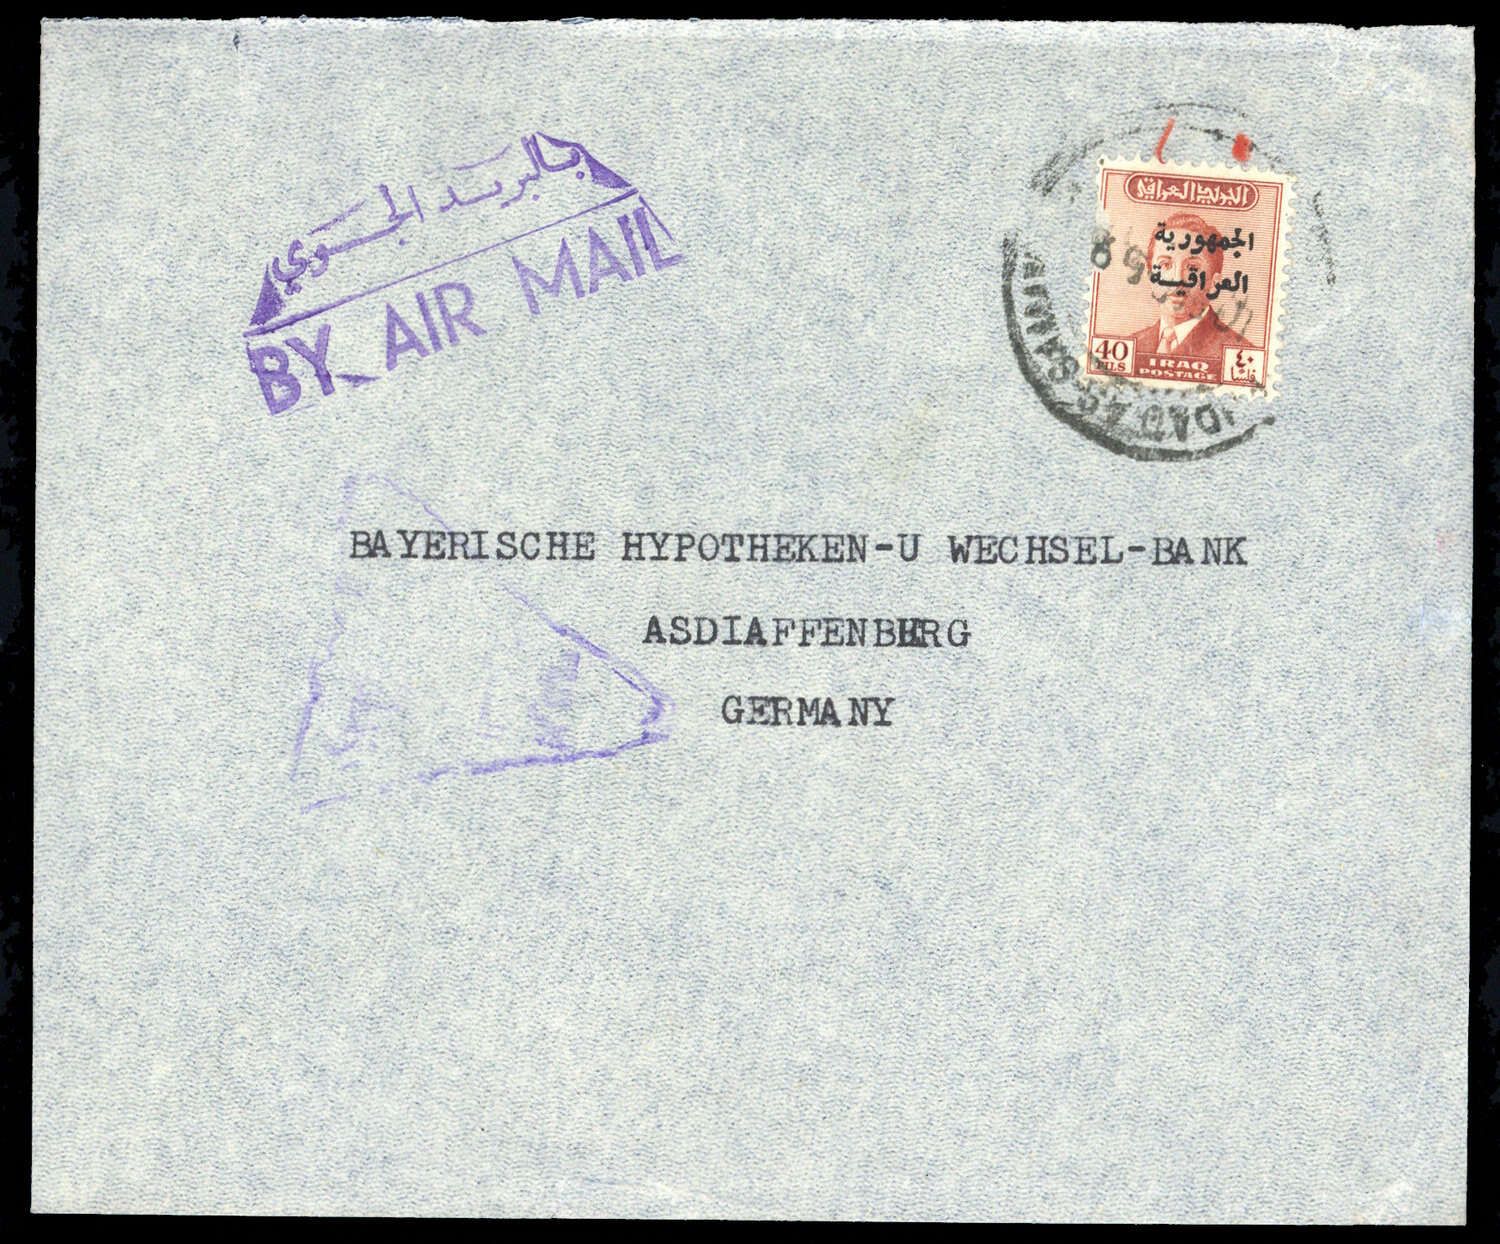 بالبريد الجوي
BY AIR MAIL
البريد العراقي
الجمهورية
العراقية
40
FILS
IRAQ
POSTAGE
٤٠
فلسا
58
BAYERISCHE HYPOTHEKEN-U WECHSEL-BANK
ASDIAFFENBURG
GERMANY